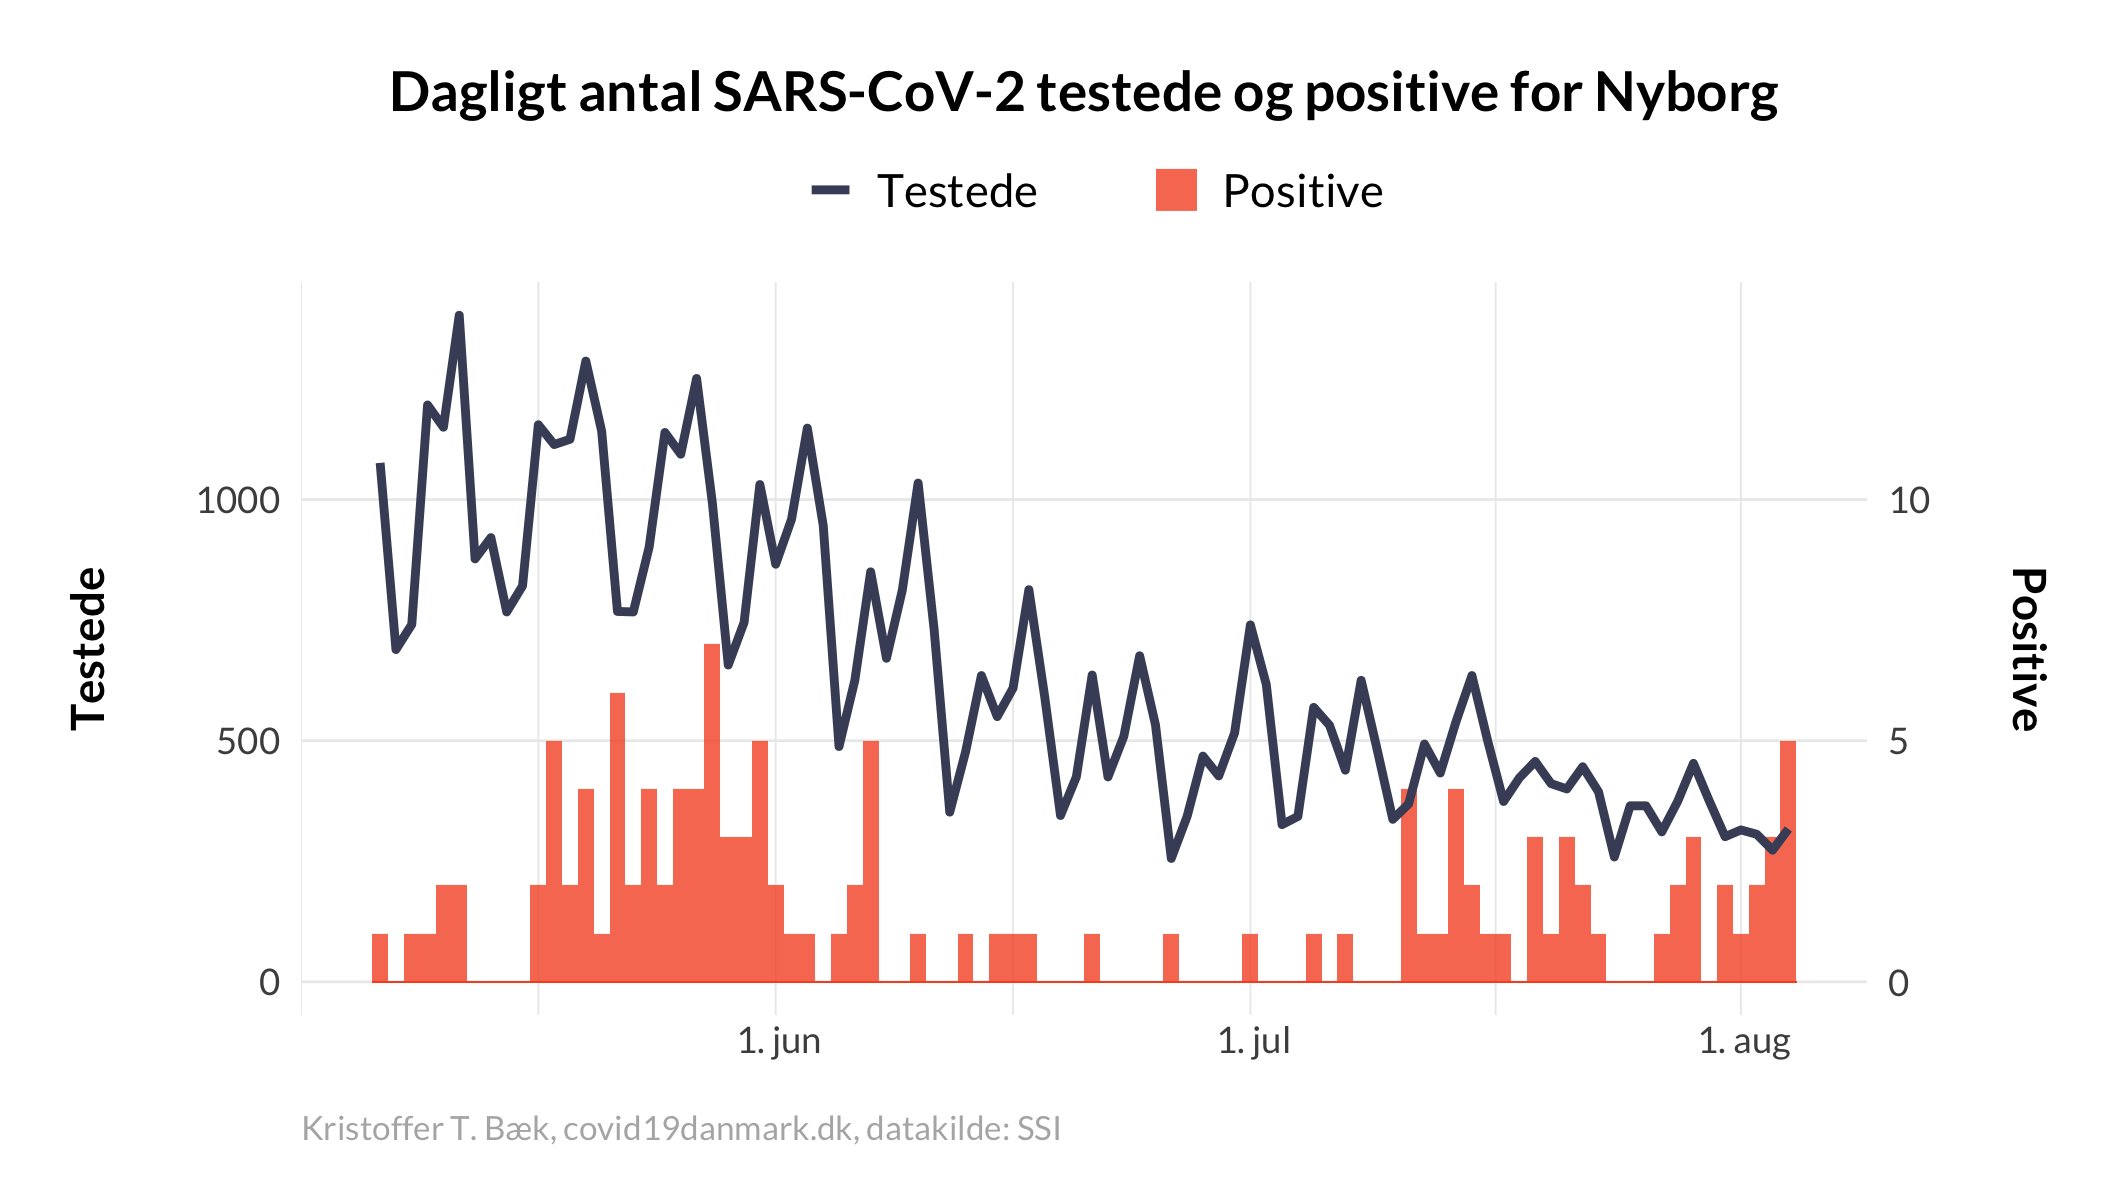 Dagligt antal SARS-CoV-2 testede og positive for Nyborg
Testede
Positive
1000
500
0
10
5
0
Testede
Positive
1. jun
1. jul
1. aug
Kristoffer T. Bæk, covid19danmark.dk, datakilde: SSI